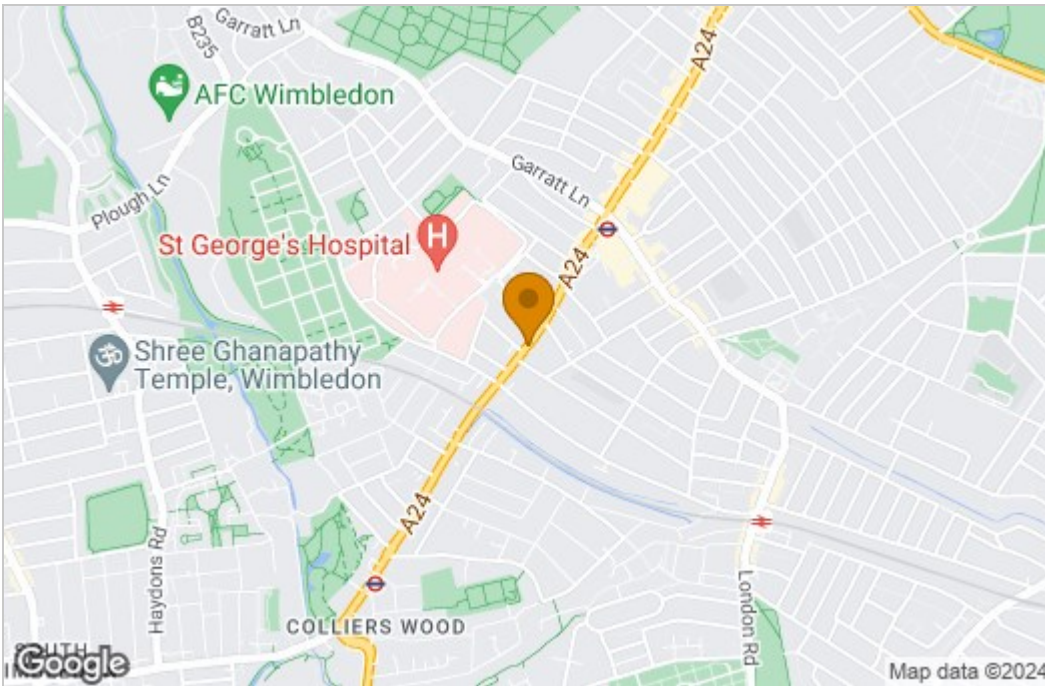 Garratt Ln
B235
A24
AFC Wimbledon
Garratt Ln
Plough Ln
St George's Hospital
H
A24
Shree Ghanapathy
Temple, Wimbledon
ॐ
A24
Haydons Rd
London Rd
COLLIERS WOOD
SOUTH
Google
Map data ©2024